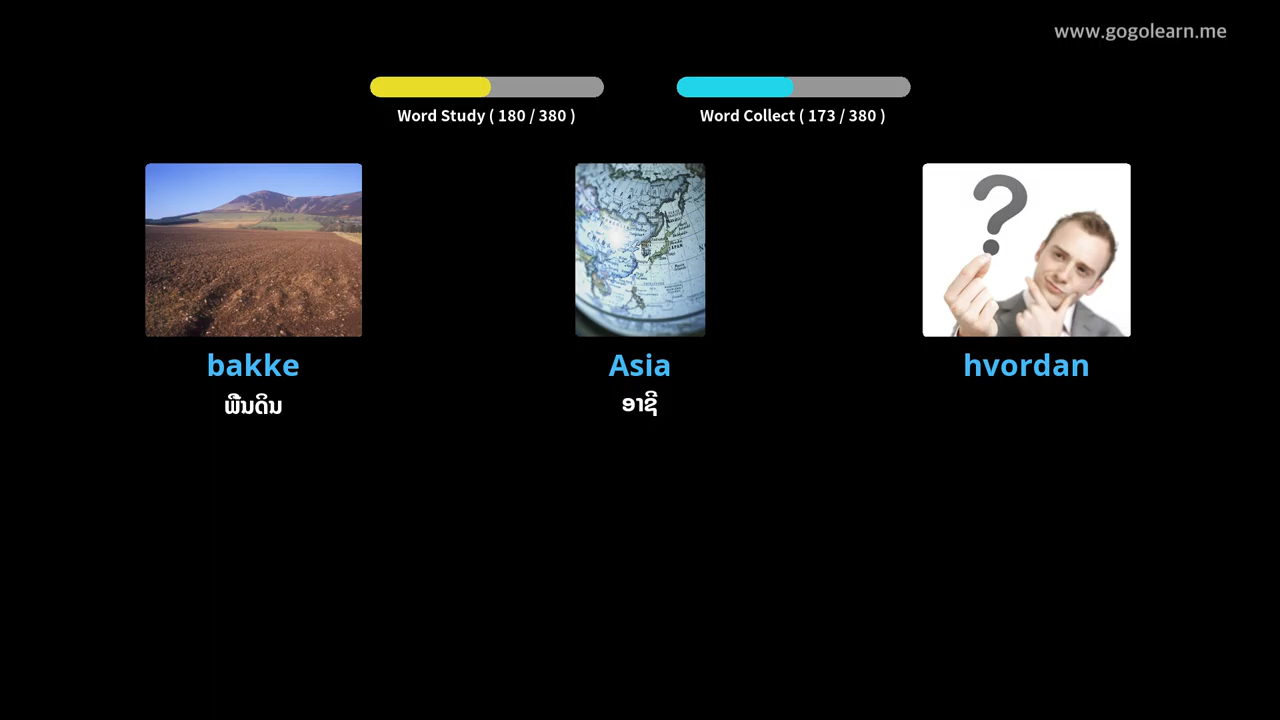 www.gogolearn.me
Word Study ( 180 / 380 )
Word Collect ( 173 / 380 )
bakke
Asia
hvordan
ພື້ນດິນ
ອາຊີ